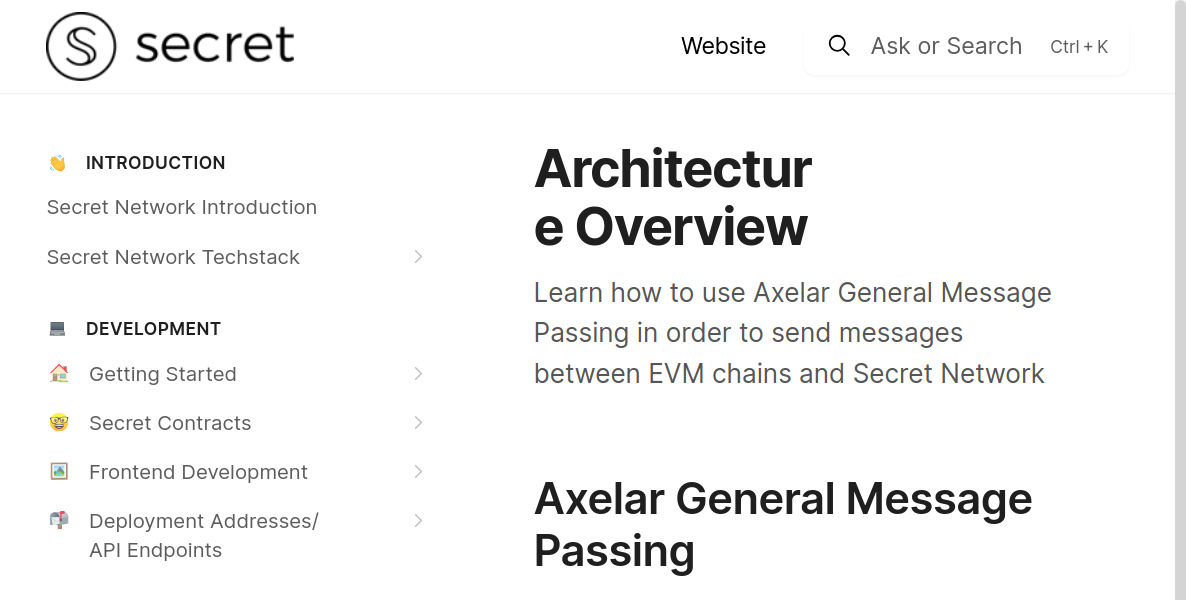 secret
Website
Ask or Search Ctrl + K
INTRODUCTION
Secret Network Introduction
Secret Network Techstack
DEVELOPMENT
Getting Started
Secret Contracts
Frontend Development
Deployment Addresses/
API Endpoints
Architectur
e Overview
Learn how to use Axelar General Message
Passing in order to send messages
between EVM chains and Secret Network
Axelar General Message
Passing